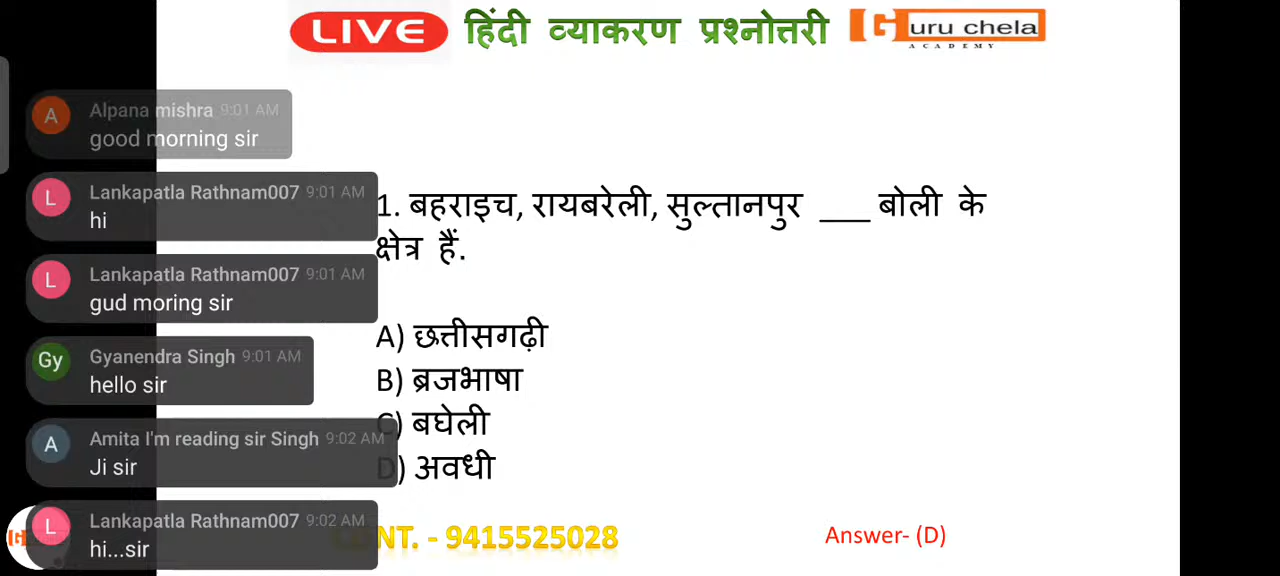 LIVE हिंदी व्याकरण प्रश्नोत्तरी Guru chela
ACADEMY
Alpana mishra 9:01 AM
good morning sir
Lankapatla Rathnam007 9:01 AM
hi
Lankapatla Rathnam007 9:01 AM
gud moring sir
Gyanendra Singh 9:01 AM
hello sir
Amita I'm reading sir Singh 9:02 AM
Ji sir
Lankapatla Rathnam007 9:02 AM
hi...sir
1. बहराइच, रायबरेली, सुल्तानपुर ___ बोली के
क्षेत्र हैं.
A) छत्तीसगढ़ी
B) ब्रजभाषा
C) बघेली
D) अवधी
NT. - 9415525028
Answer- (D)